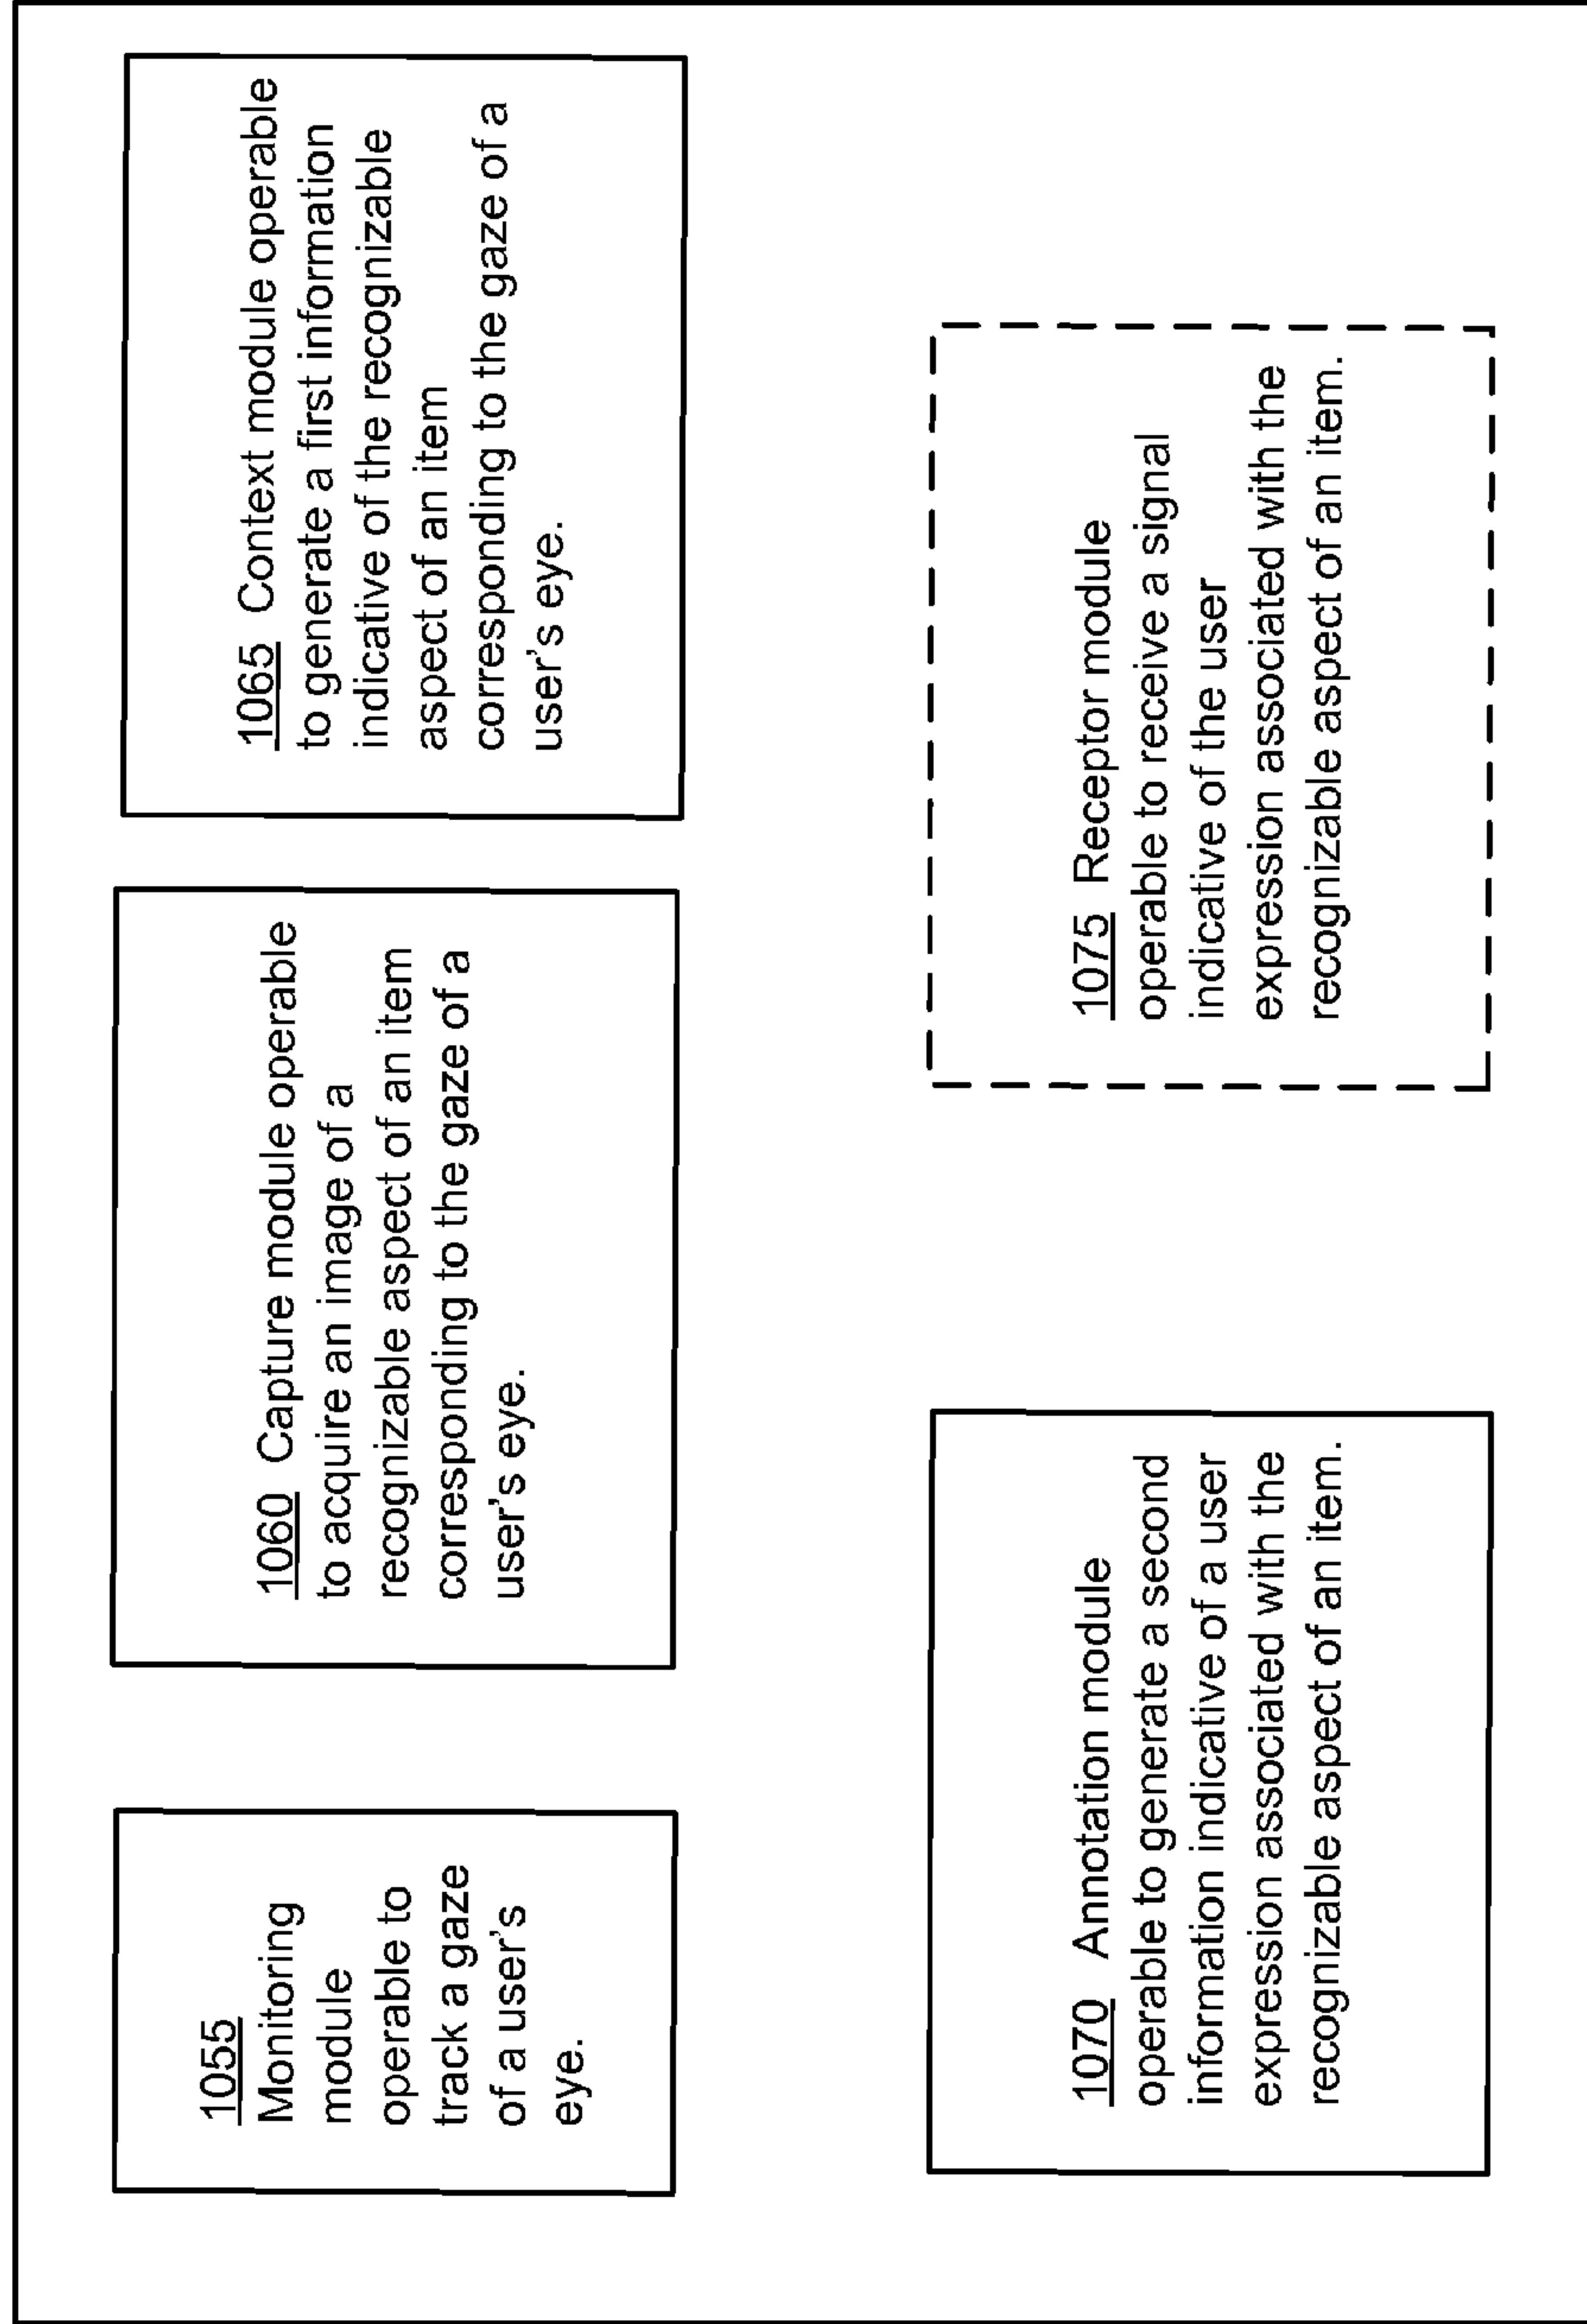 1055
Monitoring
module
operable to
track a gaze
of a user's
eye.
1060 Capture module operable
to acquire an image of a
recognizable aspect of an item
corresponding to the gaze of a
user's eye.
1065 Context module operable
to generate a first information
indicative of the recognizable
aspect of an item
corresponding to the gaze of a
user's eye.
1070 Annotation module
operable to generate a second
information indicative of a user
expression associated with the
recognizable aspect of an item.
1075 Receptor module
operable to receive a signal
indicative of the user
expression associated with the
recognizable aspect of an item.